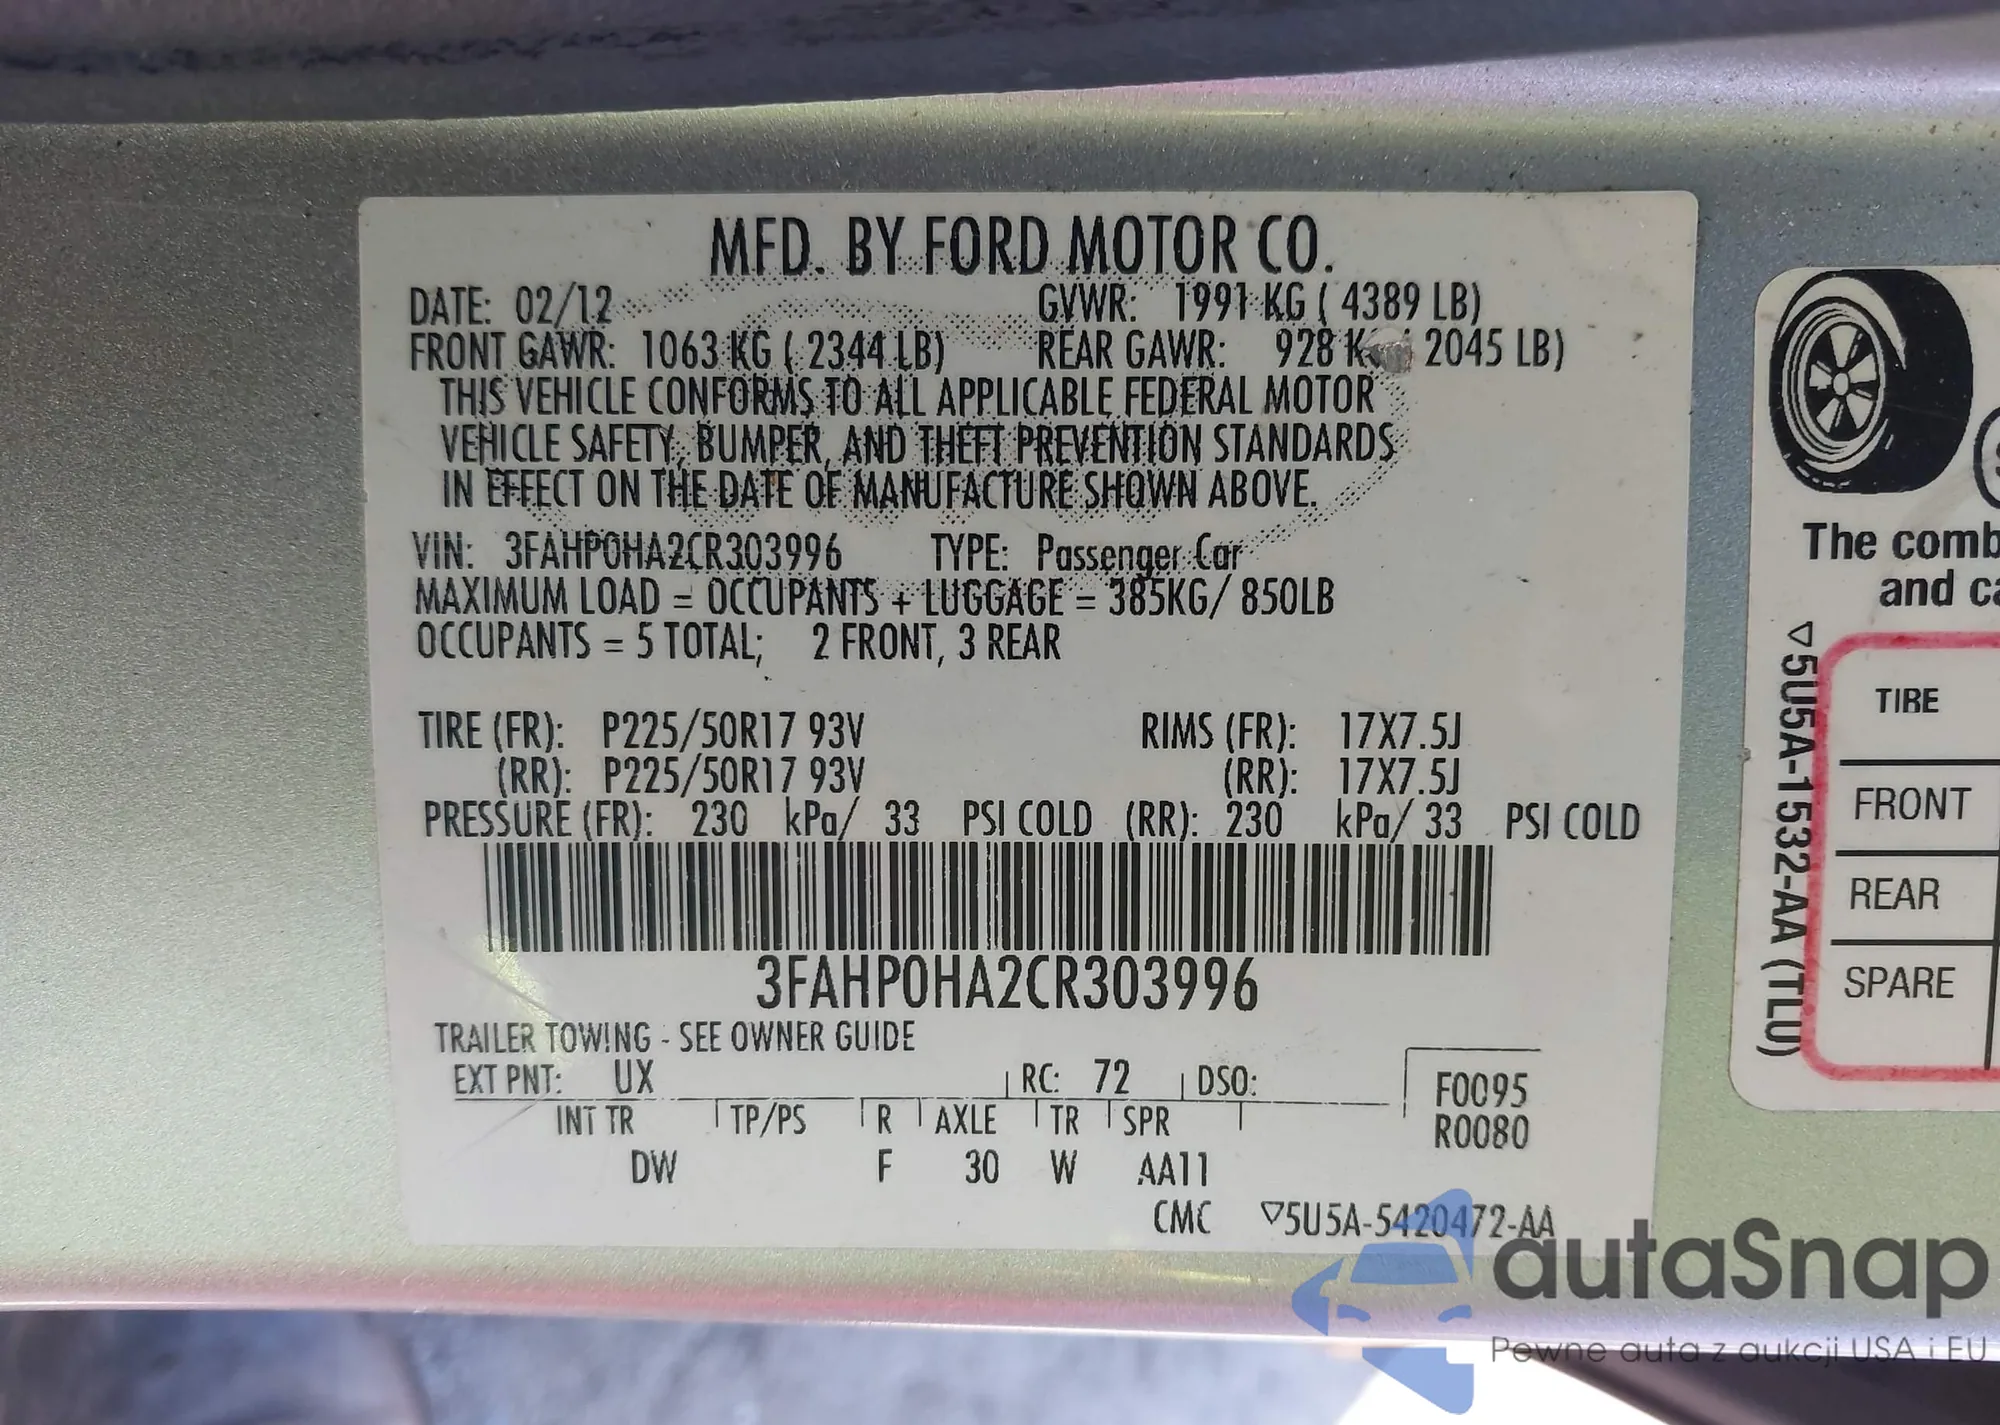 MFD. BY FORD MOTOR CO.
DATE: 02/12 GVWR: 1991 KG ( 4389 LB)
FRONT GAWR: 1063 KG ( 2344 LB) REAR GAWR: 928 2045 LB)
THIS VEHICLE CONFORMS TO ALL APPLICABLE FEDERAL MOTOR
VEHICLE SAFETY, BUMPER, AND THEFT PREVENTION STANDARDS
IN EFFECT ON THE DATE OF MANUFACTURE SHOWN ABOVE.
VIN: 3FAHP0HA2CR303996 TYPE: Passenger Car
MAXIMUM LOAD = OCCUPANTS + LUGGAGE = 385KG/ 850LB
OCCUPANTS = 5 TOTAL; 2 FRONT, 3 REAR
TIRE (FR): P225/50R17 93V RIMS (FR): 17X7.5J
(RR): P225/50R17 93V (RR): 17X7.5J
PRESSURE (FR): 230 kPa/ 33 PSI COLD (RR): 230 kPa/ 33 PSI COLD
3FAHP0HA2CR303996
TRAILER TOWING - SEE OWNER GUIDE
EXT PNT: UX RC: 72 DSO:
F0095
R0080
INT TR TP/PS R AXLE TR SPR
DW F 30 W AA11
CMC ▽5U5A-5420472-AA
The comb
and ca
▽5U5A-1532-AA (TLU)
TIRE
FRONT
REAR
SPARE
autaSnap
Pewne auta z aukcji USA i EU